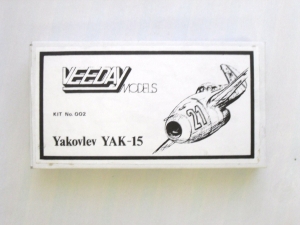 VEEDAY
MODELS
KIT No. 002
21
Yakovlev YAK-15